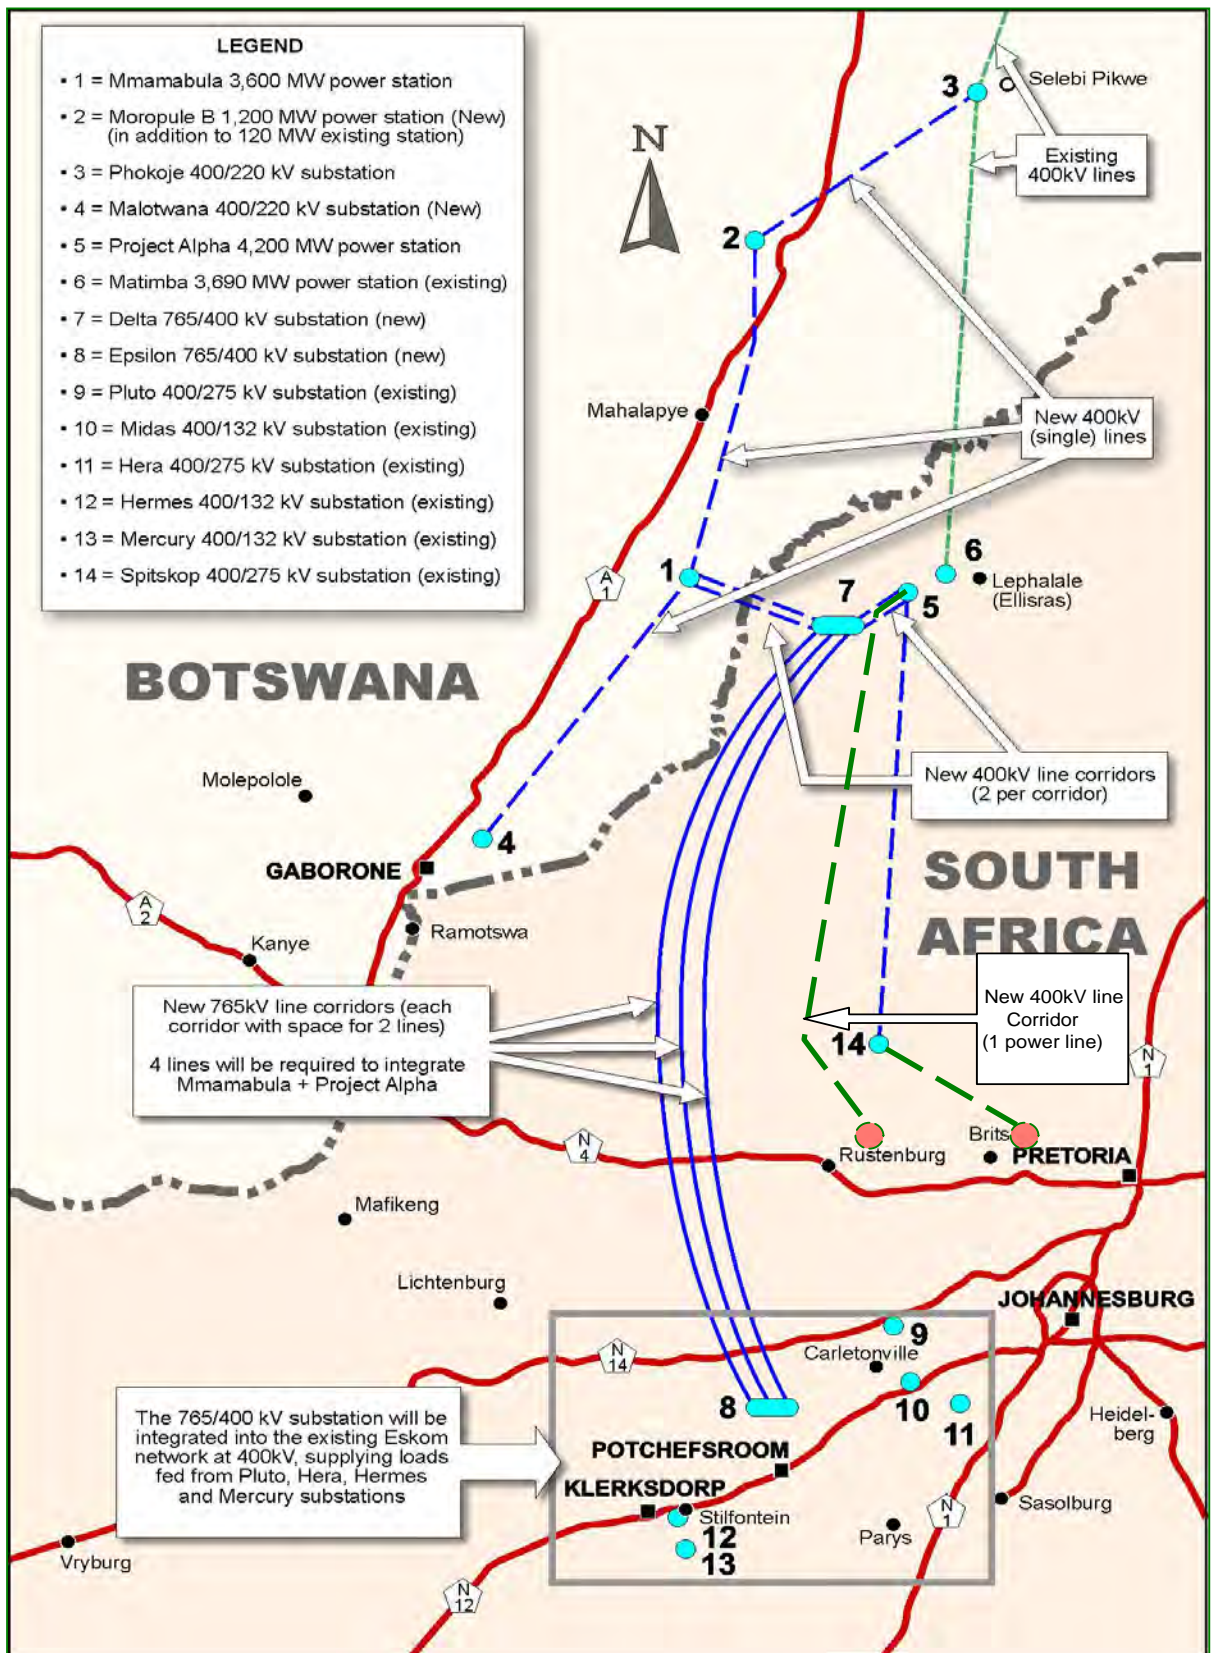 LEGEND
• 1 = Mmamabula 3,600 MW power station
• 2 = Moropule B 1,200 MW power station (New)
(in addition to 120 MW existing station)
• 3 = Phokoje 400/220 kV substation
• 4 = Malotwana 400/220 kV substation (New)
• 5 = Project Alpha 4,200 MW power station
• 6 = Matimba 3,690 MW power station (existing)
• 7 = Delta 765/400 kV substation (new)
• 8 = Epsilon 765/400 kV substation (new)
• 9 = Pluto 400/275 kV substation (existing)
• 10 = Midas 400/132 kV substation (existing)
• 11 = Hera 400/275 kV substation (existing)
• 12 = Hermes 400/132 kV substation (existing)
• 13 = Mercury 400/132 kV substation (existing)
• 14 = Spitskop 400/275 kV substation (existing)
N
3
Selebi Pikwe
Existing
400kV lines
2
Mahalapye
New 400kV
(single) lines
1
A
1
7
6
5
Lephalale
(Ellisras)
BOTSWANA
New 400kV line corridors
(2 per corridor)
Molepolole
4
GABORONE
SOUTH
AFRICA
A
2
Kanye
Ramotswa
New 765kV line corridors (each
corridor with space for 2 lines)
4 lines will be required to integrate
Mmamabula + Project Alpha
New 400kV line
Corridor
(1 power line)
14
N
1
N
4
Rustenburg
Brits
PRETORIA
Mafikeng
Lichtenburg
JOHANNESBURG
9
N
14
Carletonville
10
11
8
The 765/400 kV substation will be
integrated into the existing Eskom
network at 400kV, supplying loads
fed from Pluto, Hera, Hermes
and Mercury substations
Heidel-
berg
POTCHEFSROOM
KLERKSDORP
Stilfontein
12
13
Parys
N
1
Sasolburg
Vryburg
N
12